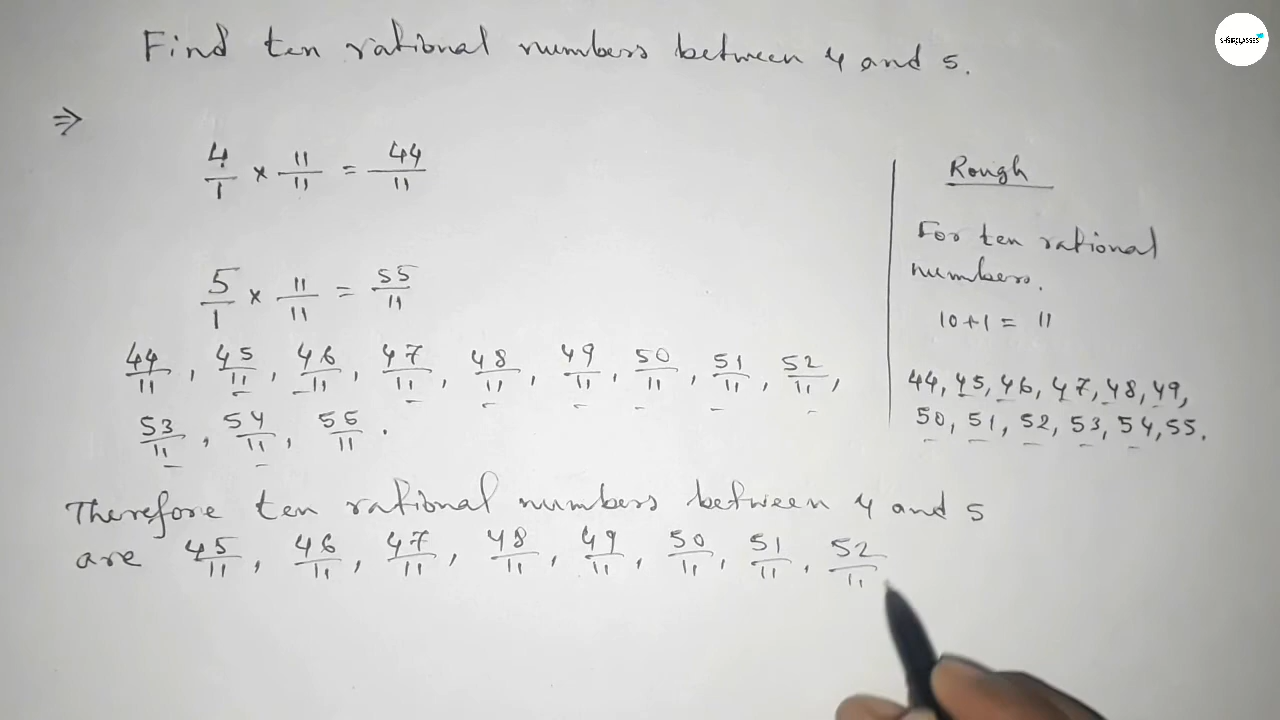 Find ten rational numbers between 4 and 5.
⇒
4/1 × 11/11 = 44/11
5/1 × 11/11 = 55/11
44/11, 45/11, 46/11, 47/11, 48/11, 49/11, 50/11, 51/11, 52/11,
53/11, 54/11, 55/11.
Therefore ten rational numbers between 4 and 5
are 45/11, 46/11, 47/11, 48/11, 49/11, 50/11, 51/11, 52/11
Rough
For ten rational
numbers.
10+1 = 11
44, 45, 46, 47, 48, 49,
50, 51, 52, 53, 54, 55.